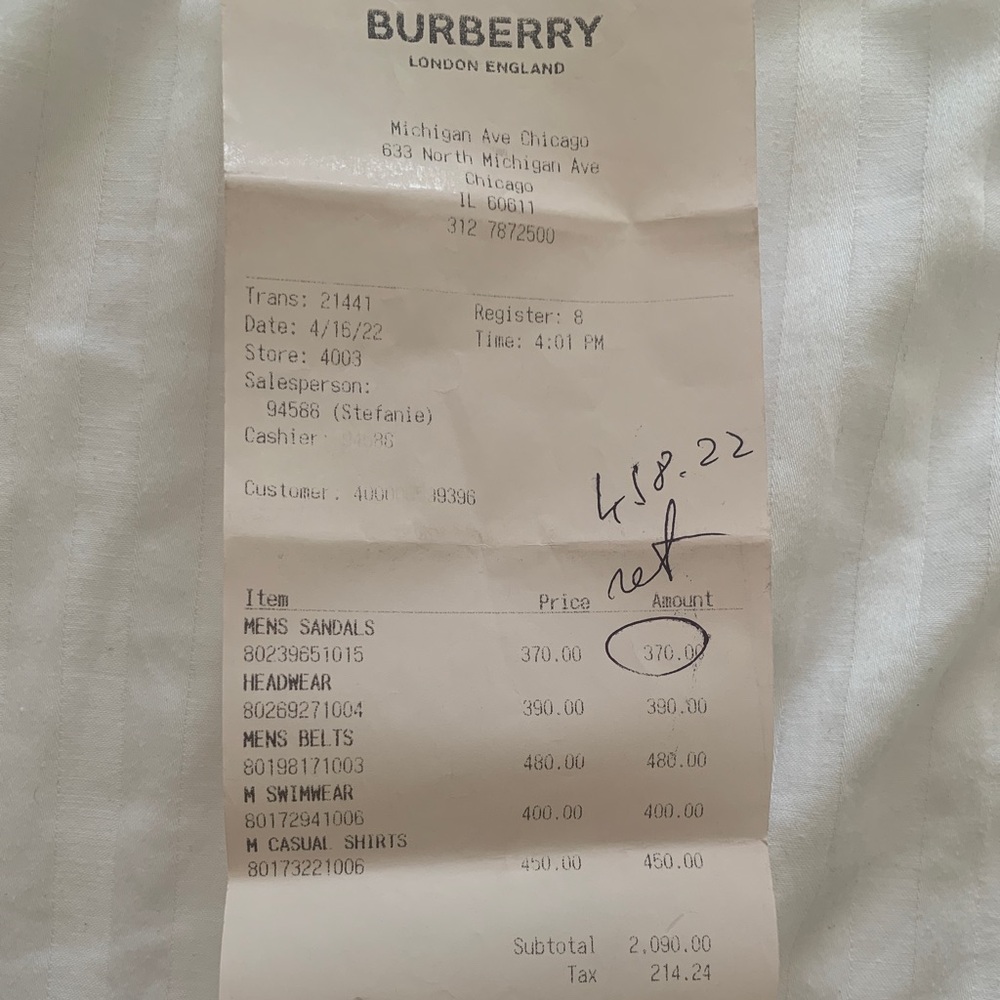 BURBERRY
LONDON ENGLAND
Michigan Ave Chicago
633 North Michigan Ave
Chicago
IL 60611
312 7872500
Trans: 21441 Register: 8
Date: 4/16/22 Time: 4:01 PM
Store: 4003
Salesperson:
94588 (Stefanie)
Cashier:
Customer. 39396
458.22
ret
Item Price Amount
MENS SANDALS
80239651015 370.00 370.00
HEADWEAR
80269271004 390.00 390.00
MENS BELTS
80198171003 480.00 480.00
M SWIMWEAR
80172941006 400.00 400.00
M CASUAL SHIRTS
80173221006 450.00 450.00
Subtotal 2,090.00
Tax 214.24